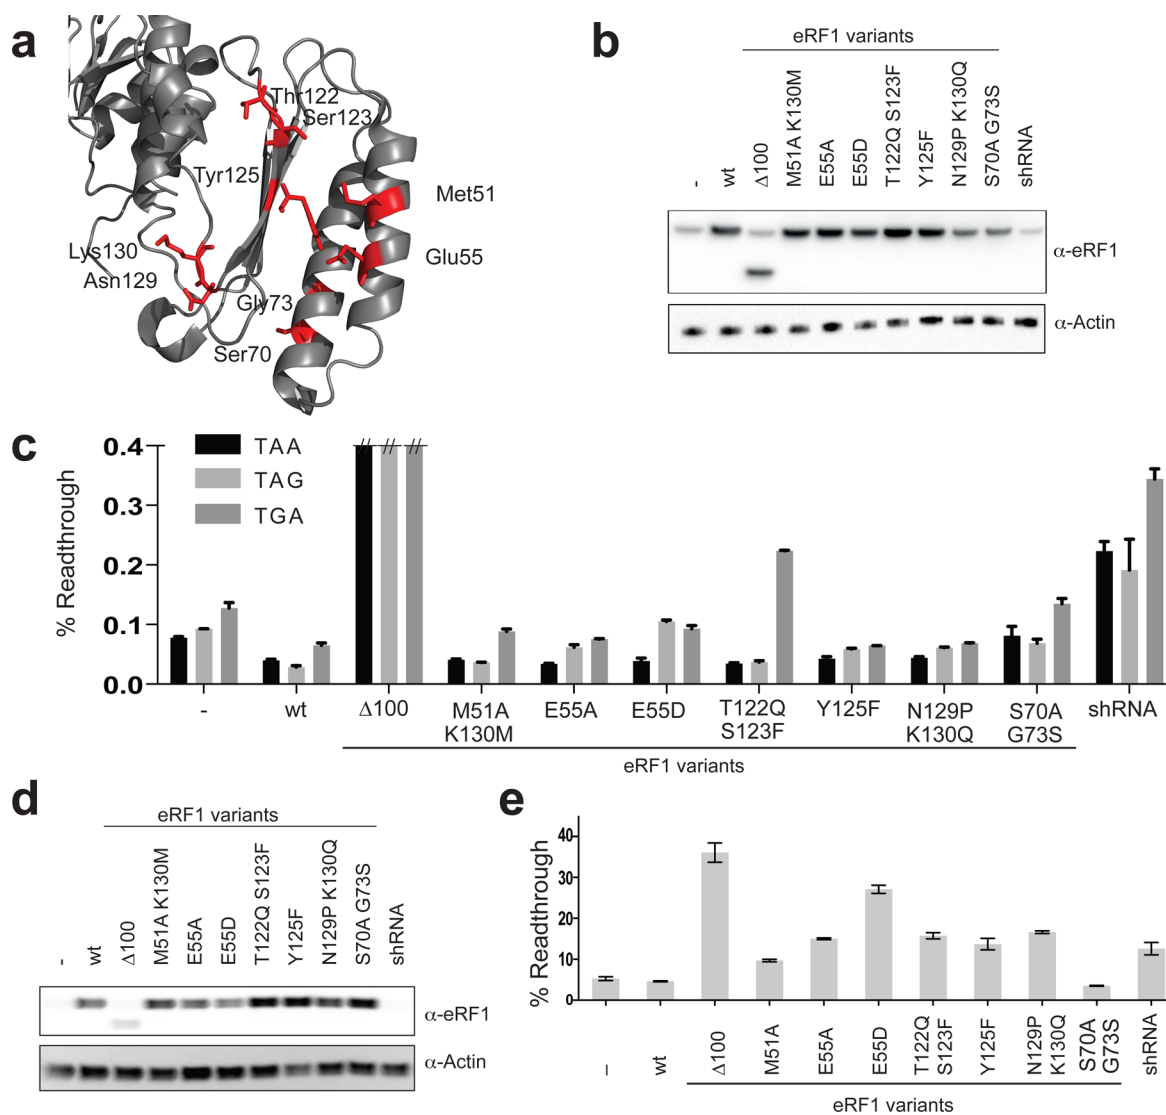 a
Thr122
Ser123
Tyr125
Met51
Glu55
Lys130
Asn129
Gly73
Ser70
b
eRF1 variants
-
wt
Δ100
M51A K130M
E55A
E55D
T122Q S123F
Y125F
N129P K130Q
S70A G73S
shRNA
α-eRF1
α-Actin
c
% Readthrough
0.4
0.3
0.2
0.1
0.0
TAA
TAG
TGA
-
wt
Δ100
M51A
K130M
E55A
E55D
T122Q
S123F
Y125F
N129P
K130Q
S70A
G73S
shRNA
eRF1 variants
d
eRF1 variants
-
wt
Δ100
M51A K130M
E55A
E55D
T122Q S123F
Y125F
N129P K130Q
S70A G73S
shRNA
α-eRF1
α-Actin
e
% Readthrough
40
30
20
10
0
–
wt
Δ100
M51A
E55A
E55D
T122Q
S123F
Y125F
N129P
K130Q
S70A
G73S
shRNA
eRF1 variants